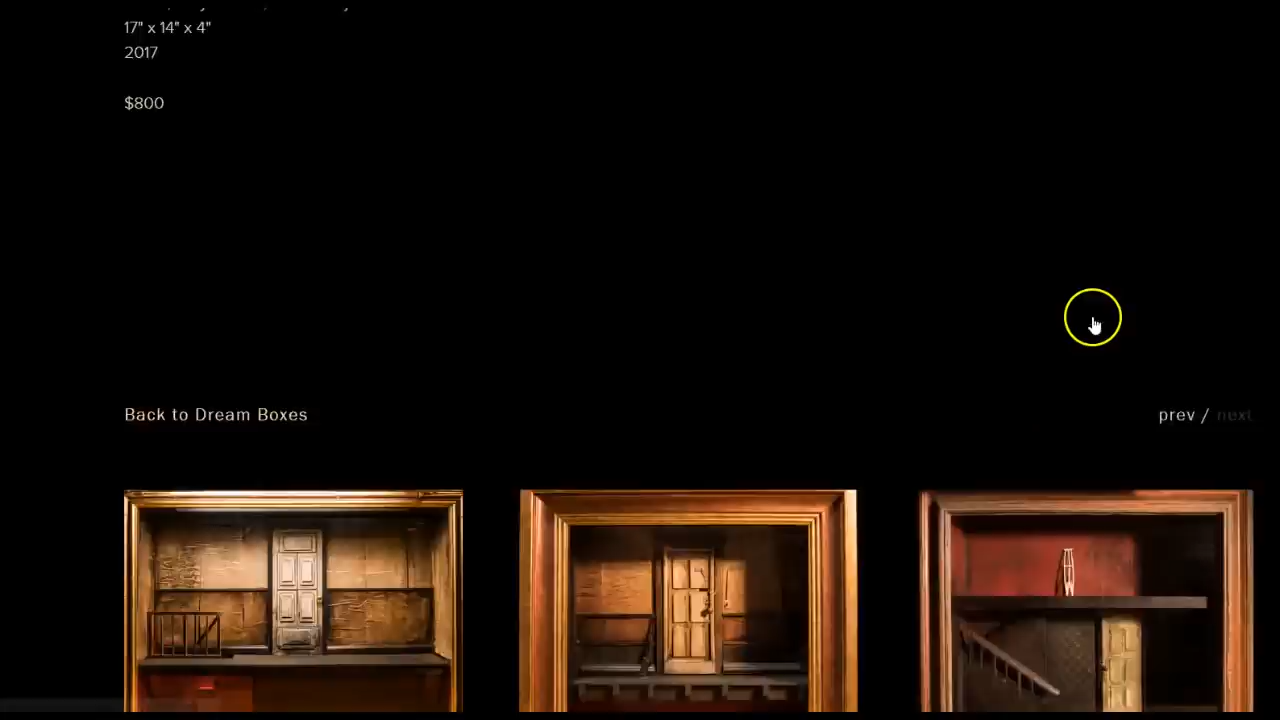 17" x 14" x 4"
2017
$800
Back to Dream Boxes
prev / next